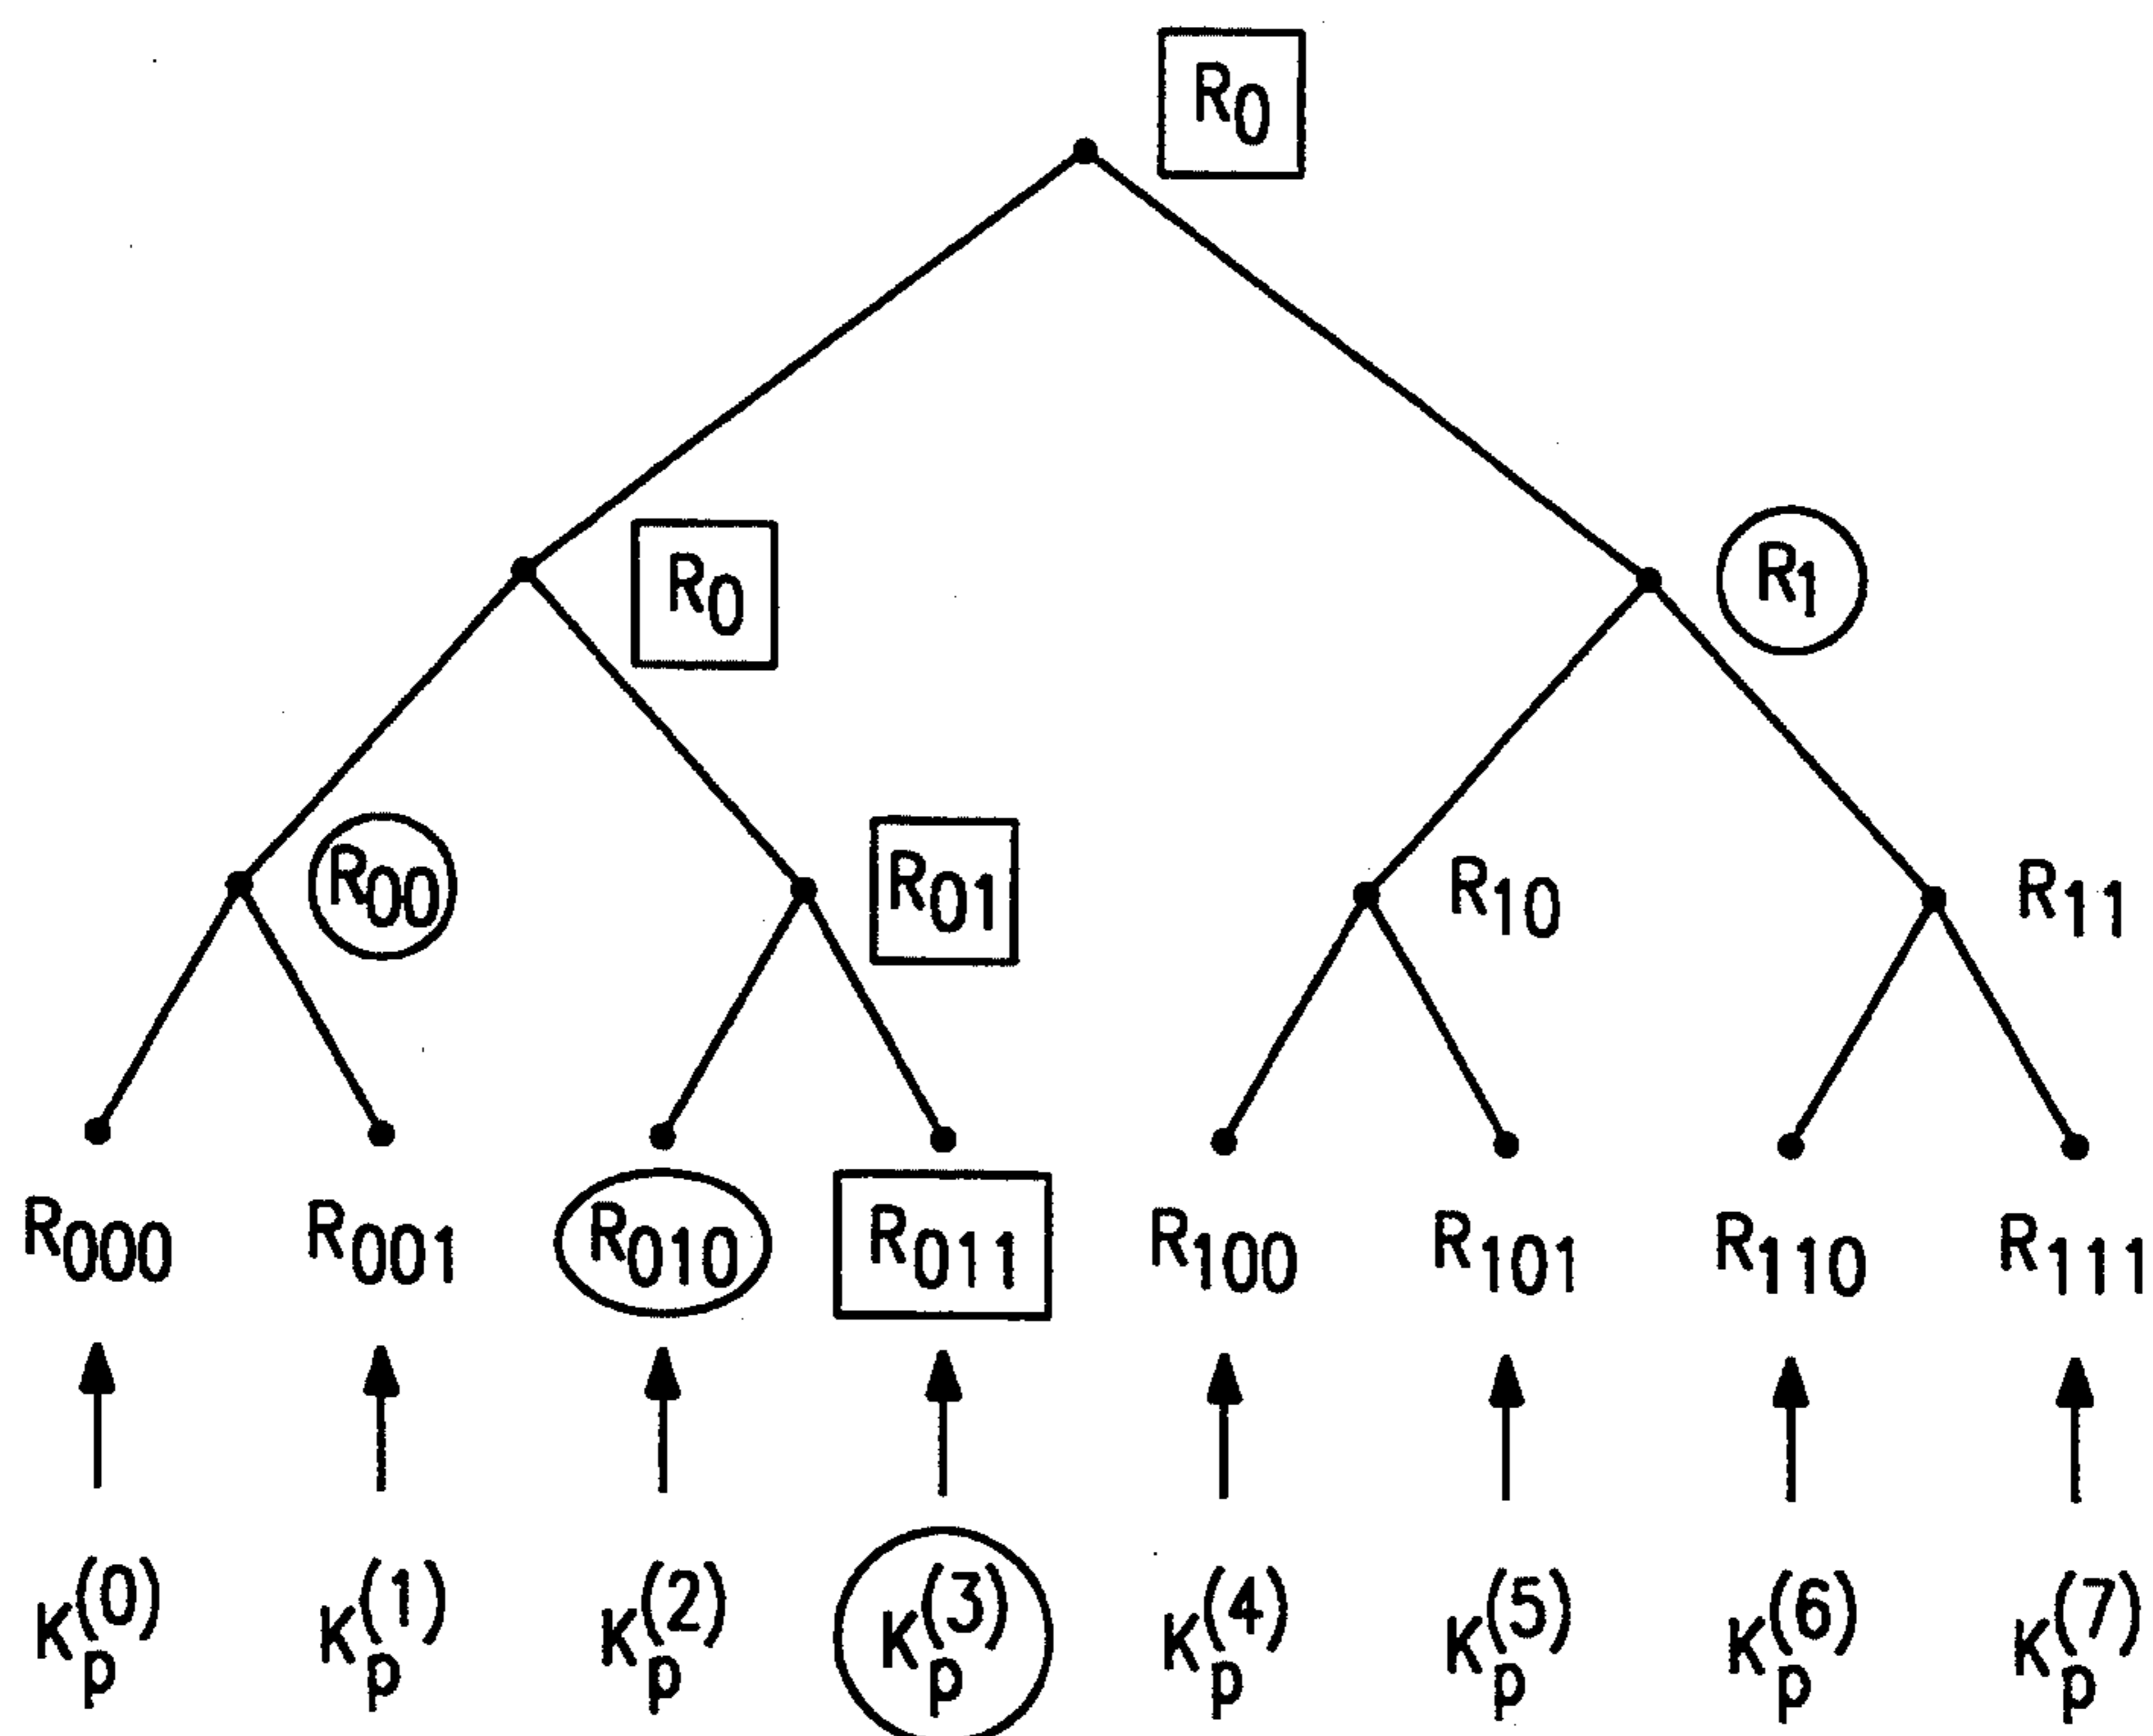 R0
R0 R1
R00 R01 R10 R11
R000 R001 R010 R011 R100 R101 R110 R111
Kp(0) Kp(1) Kp(2) Kp(3) Kp(4) Kp(5) Kp(6) Kp(7)